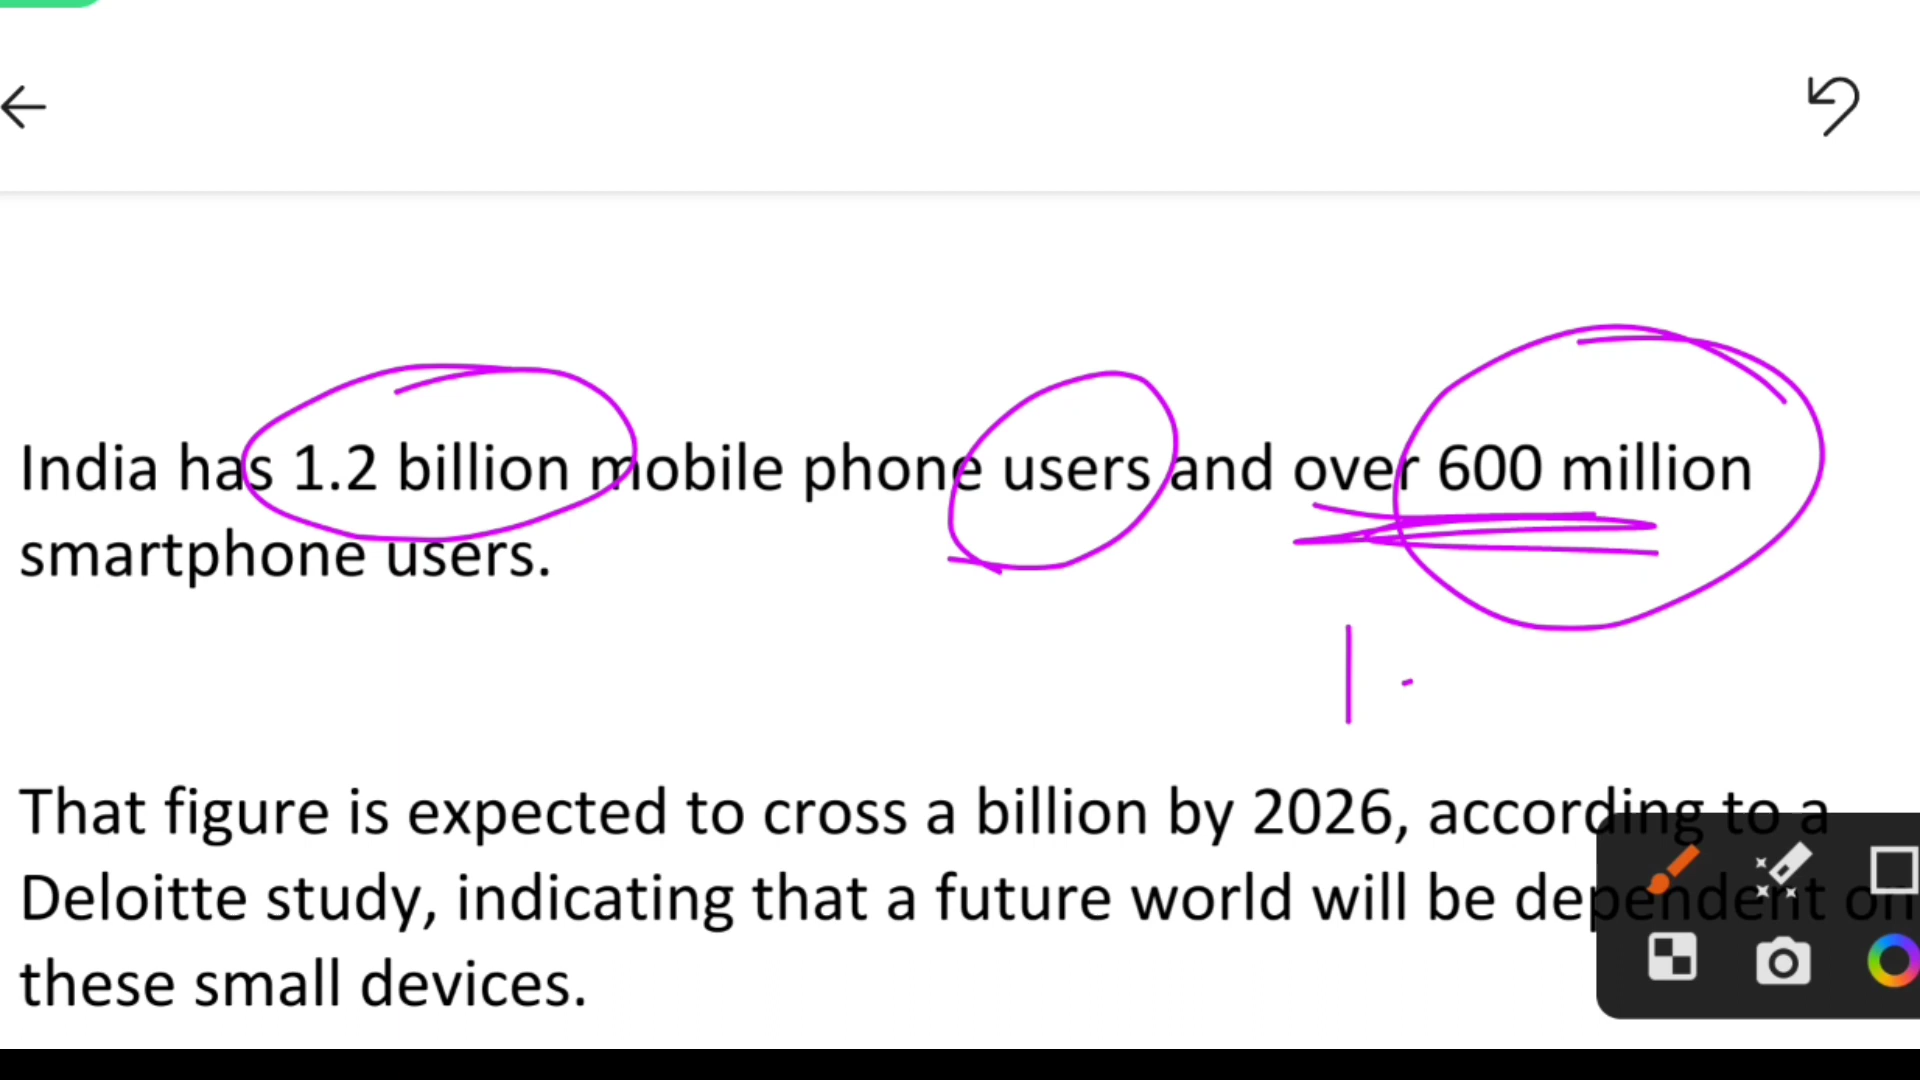 India has 1.2 billion mobile phone users and over 600 million
smartphone users.
1.
That figure is expected to cross a billion by 2026, according to a
Deloitte study, indicating that a future world will be dependent on
these small devices.